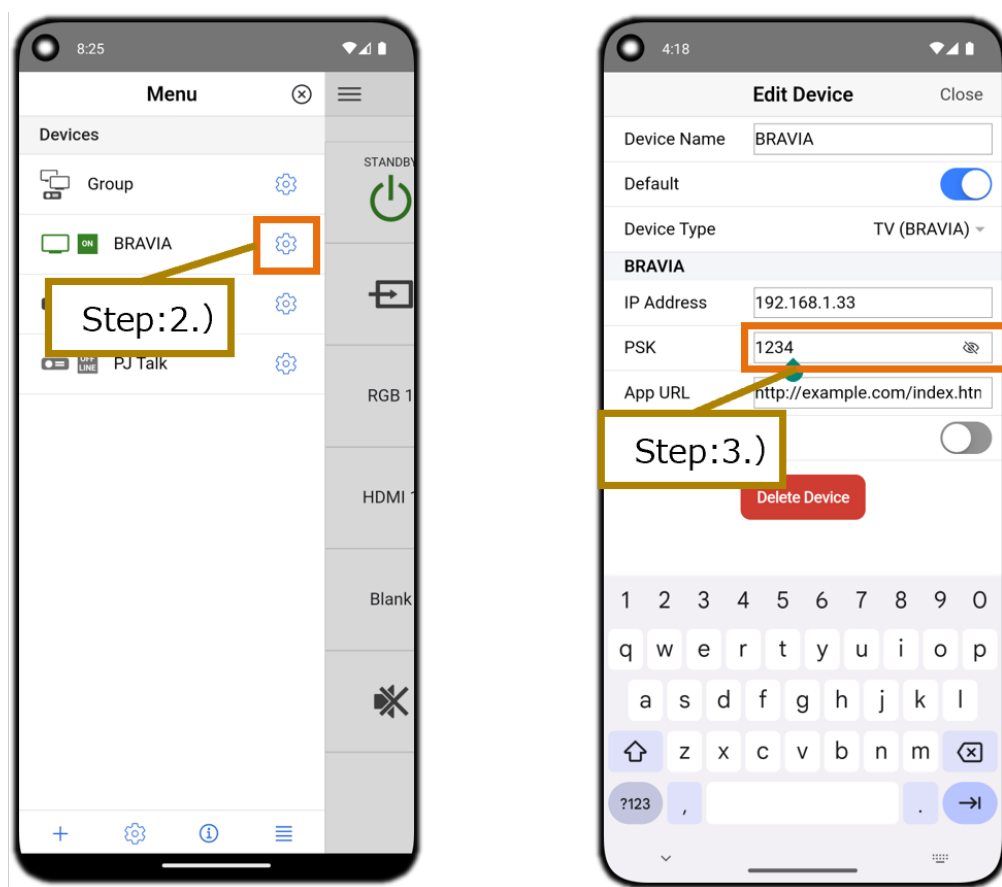 8:25
Menu
Devices
Group
STANDBY
ON
BRAVIA
Step:2.)
OFF LINE
PJ Talk
RGB 1
HDMI 1
Blank
4:18
Edit Device
Close
Device Name
BRAVIA
Default
Device Type
TV (BRAVIA)
BRAVIA
IP Address
192.168.1.33
PSK
1234
App URL
http://example.com/index.htn
Step:3.)
Delete Device
1 2 3 4 5 6 7 8 9 0
q w e r t y u i o p
a s d f g h j k l
z x c v b n m
?123 , .